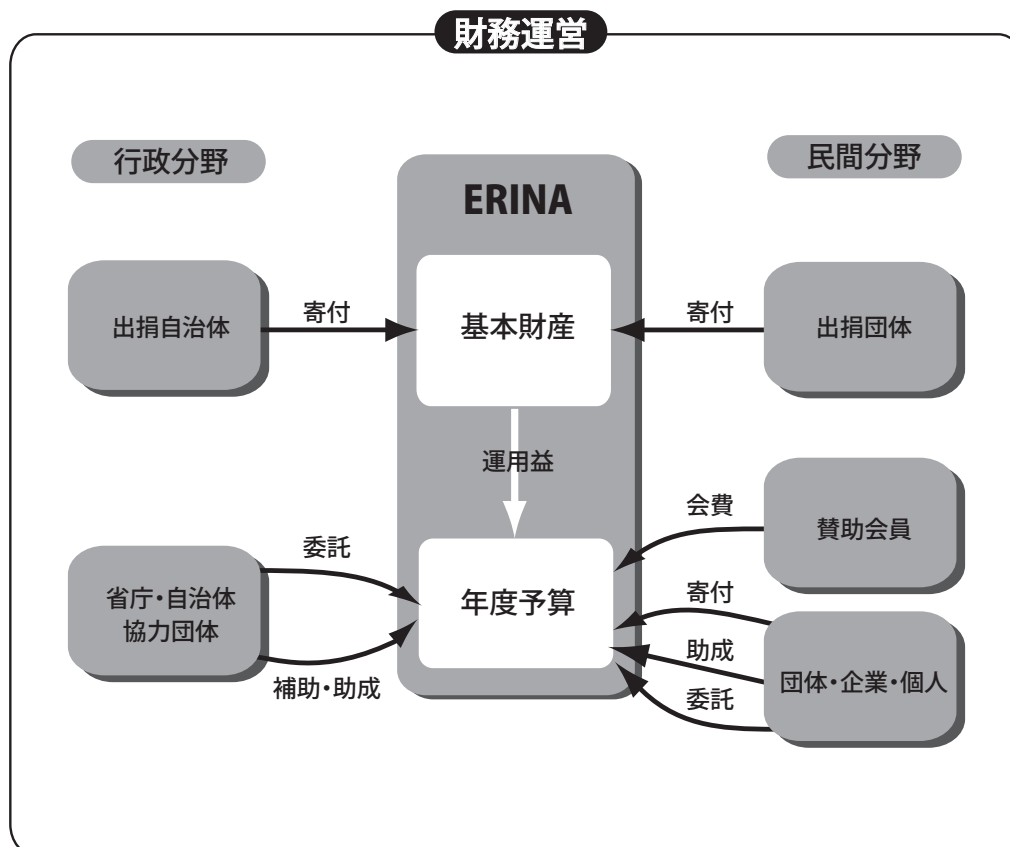 財務運営
行政分野
民間分野
ERINA
出捐自治体
寄付
基本財産
寄付
出捐団体
運用益
会費
賛助会員
委託
省庁・自治体
協力団体
補助・助成
年度予算
寄付
助成
委託
団体・企業・個人